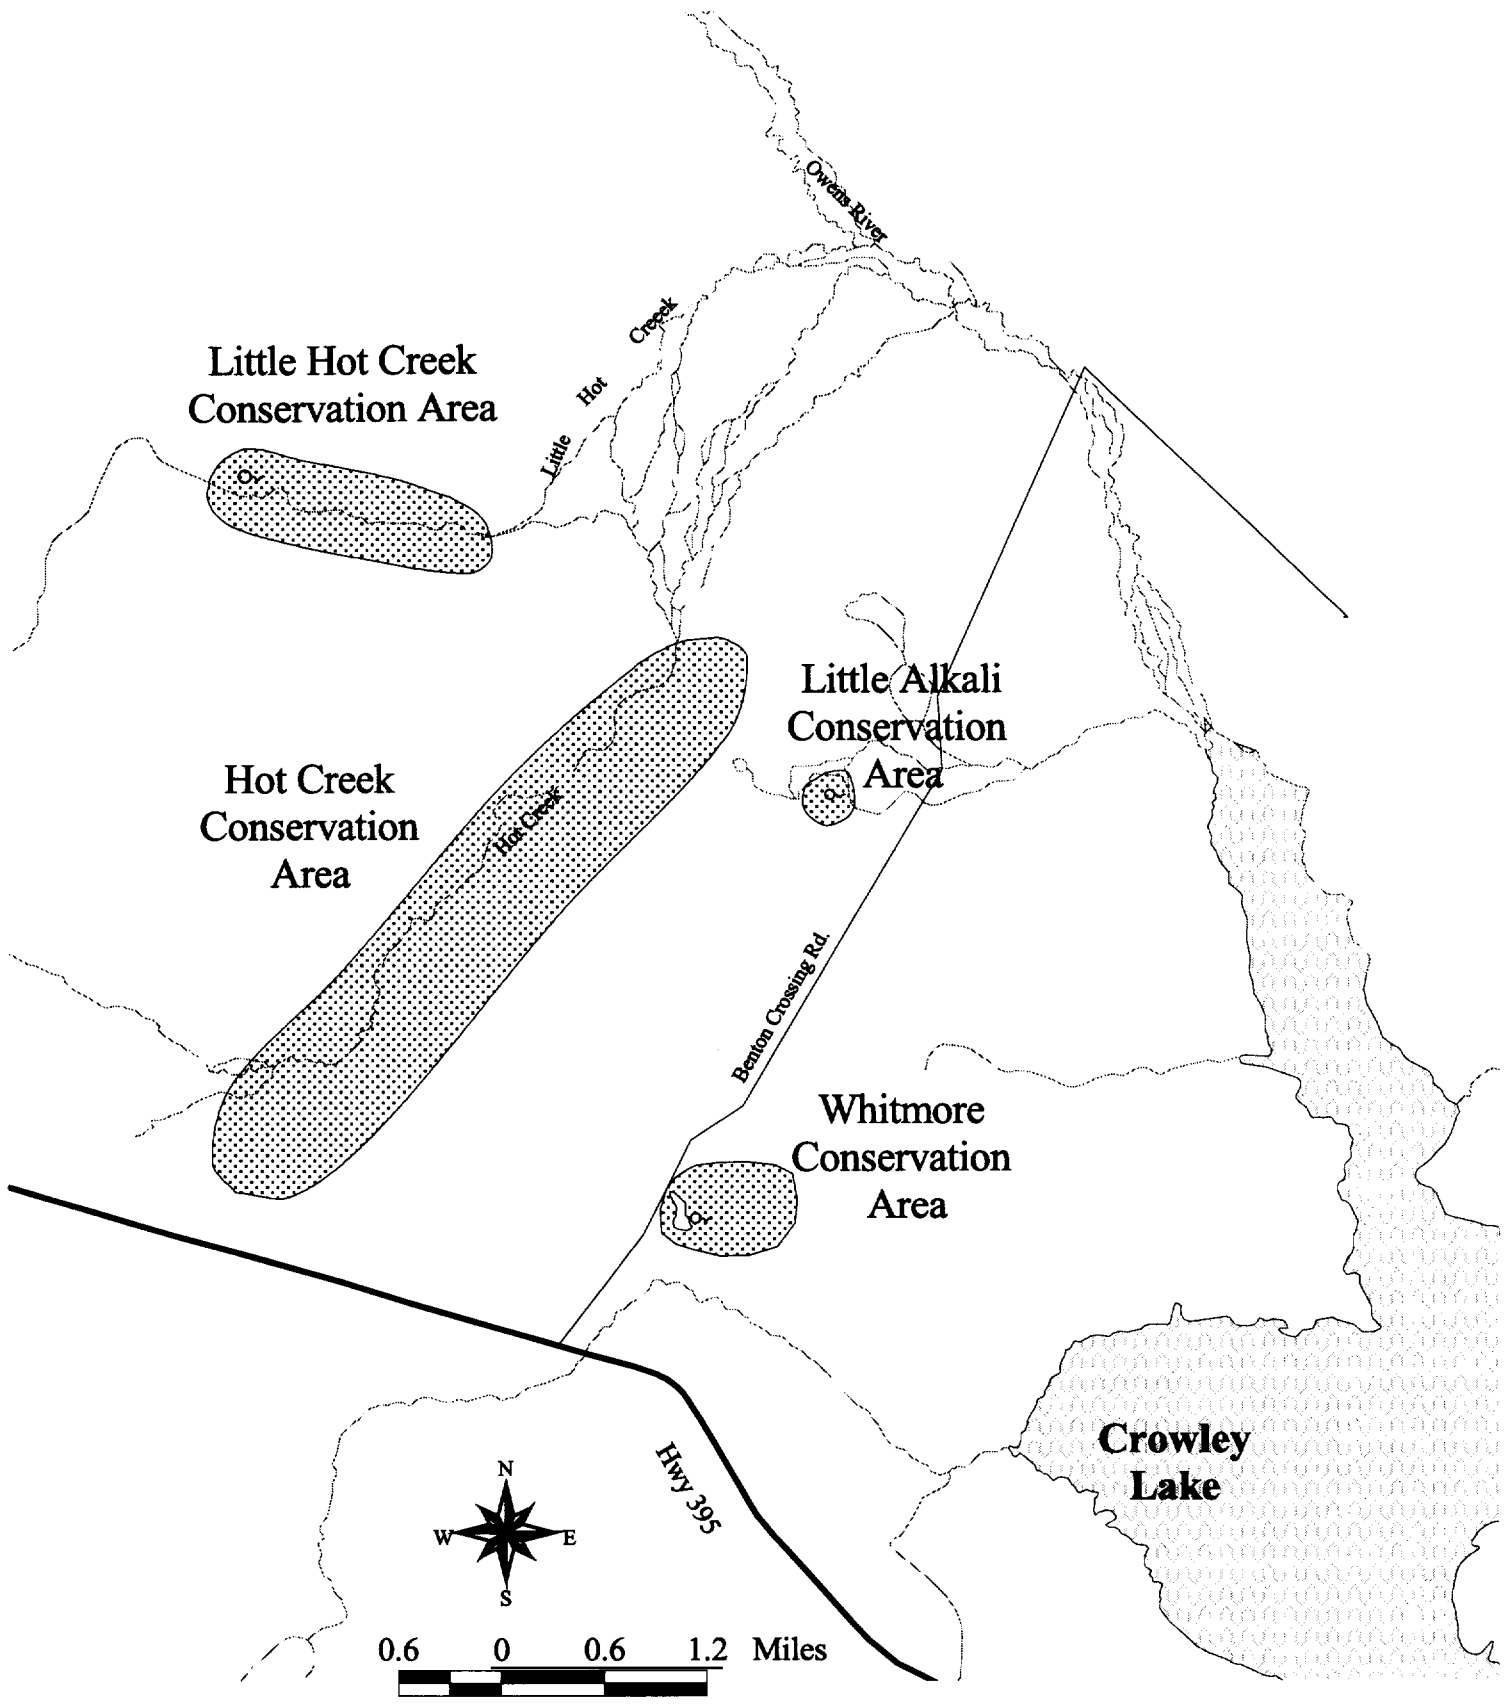 Owens River
Little Hot Creeek
Little Hot Creek
Conservation Area
Little Alkali
Conservation
Area
Hot Creek
Conservation
Area
Hot Creek
Benton Crossing Rd.
Whitmore
Conservation
Area
Crowley
Lake
Hwy 395
N
W E
S
0.6 0 0.6 1.2 Miles